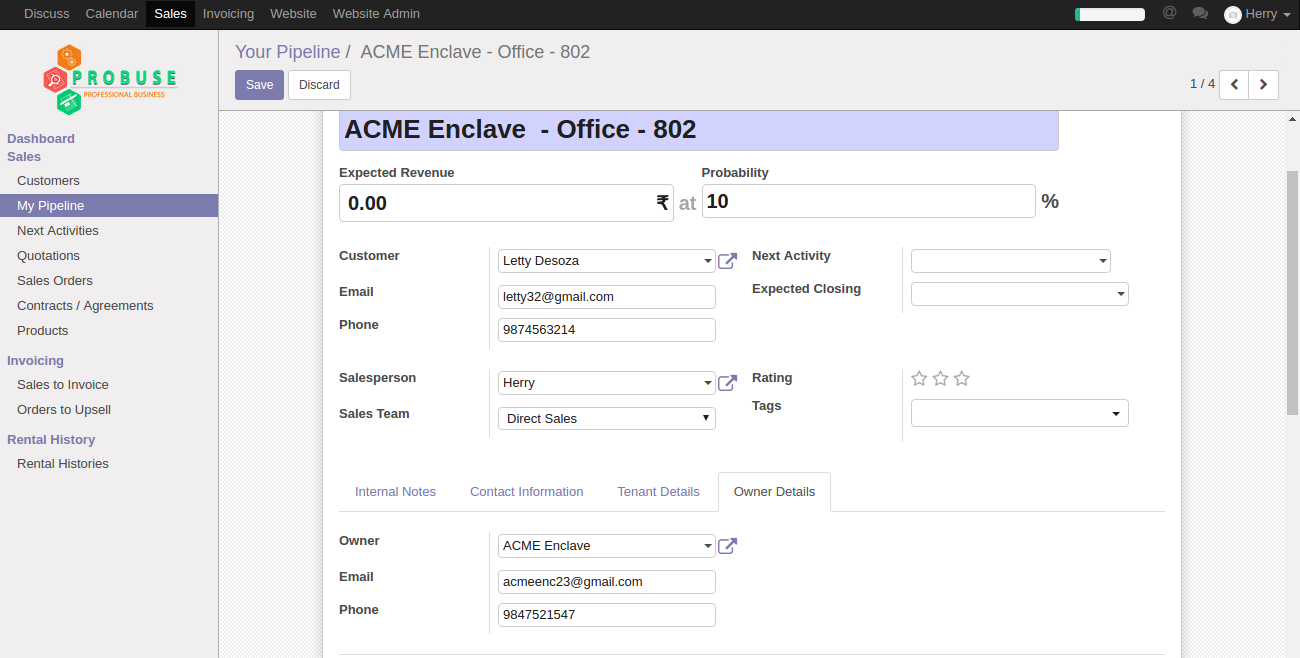 Discuss Calendar Sales Invoicing Website Website Admin @ Herry
PROBUSE
PROFESSIONAL BUSINESS
Dashboard
Sales
Customers
My Pipeline
Next Activities
Quotations
Sales Orders
Contracts / Agreements
Products
Invoicing
Sales to Invoice
Orders to Upsell
Rental History
Rental Histories
Your Pipeline / ACME Enclave - Office - 802
Save Discard 1 / 4
ACME Enclave - Office - 802
Expected Revenue Probability
0.00 ₹ at 10 %
Customer Letty Desoza Next Activity
Email letty32@gmail.com Expected Closing
Phone 9874563214
Salesperson Herry Rating
Sales Team Direct Sales Tags
Internal Notes Contact Information Tenant Details Owner Details
Owner ACME Enclave
Email acmeenc23@gmail.com
Phone 9847521547